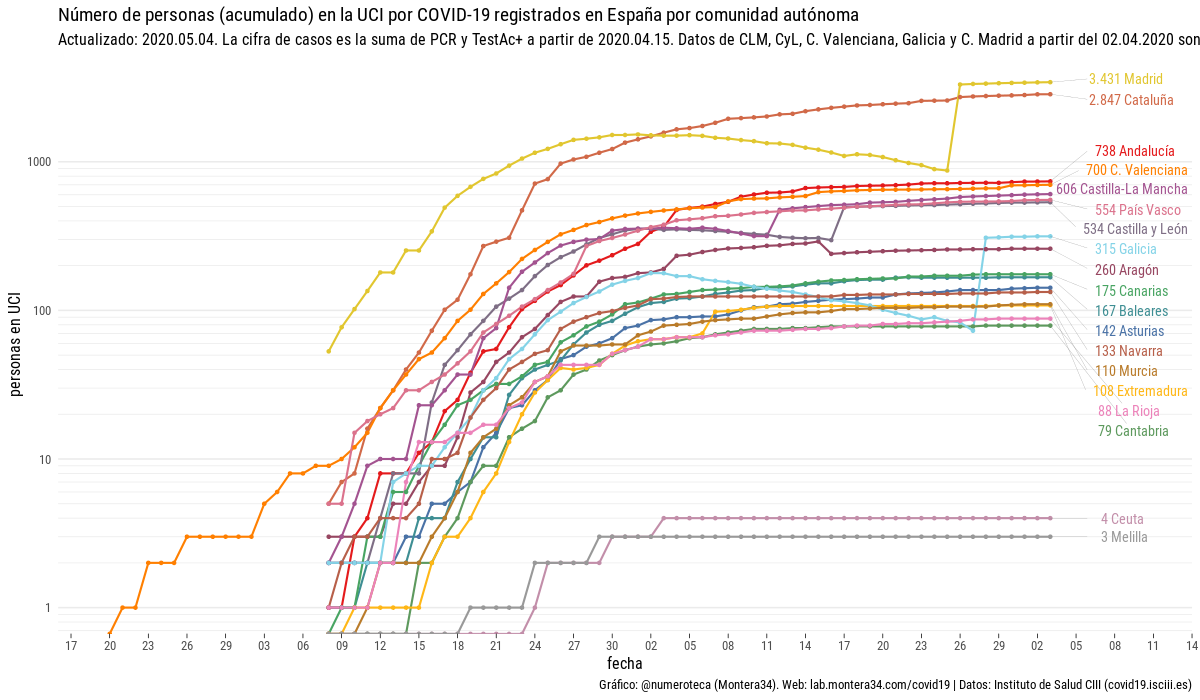 Número de personas (acumulado) en la UCI por COVID-19 registrados en España por comunidad autónoma
Actualizado: 2020.05.04. La cifra de casos es la suma de PCR y TestAc+ a partir de 2020.04.15. Datos de CLM, CyL, C. Valenciana, Galicia y C. Madrid a partir del 02.04.2020 son
personas en UCI
1000
100
10
1
3.431 Madrid
2.847 Cataluña
738 Andalucía
700 C. Valenciana
606 Castilla-La Mancha
554 País Vasco
534 Castilla y León
315 Galicia
260 Aragón
175 Canarias
167 Baleares
142 Asturias
133 Navarra
110 Murcia
108 Extremadura
88 La Rioja
79 Cantabria
4 Ceuta
3 Melilla
17 20 23 26 29 03 06 09 12 15 18 21 24 27 30 02 05 08 11 14 17 20 23 26 29 02 05 08 11 14
fecha
Gráfico: @numeroteca (Montera34). Web: lab.montera34.com/covid19 | Datos: Instituto de Salud CIII (covid19.isciii.es)